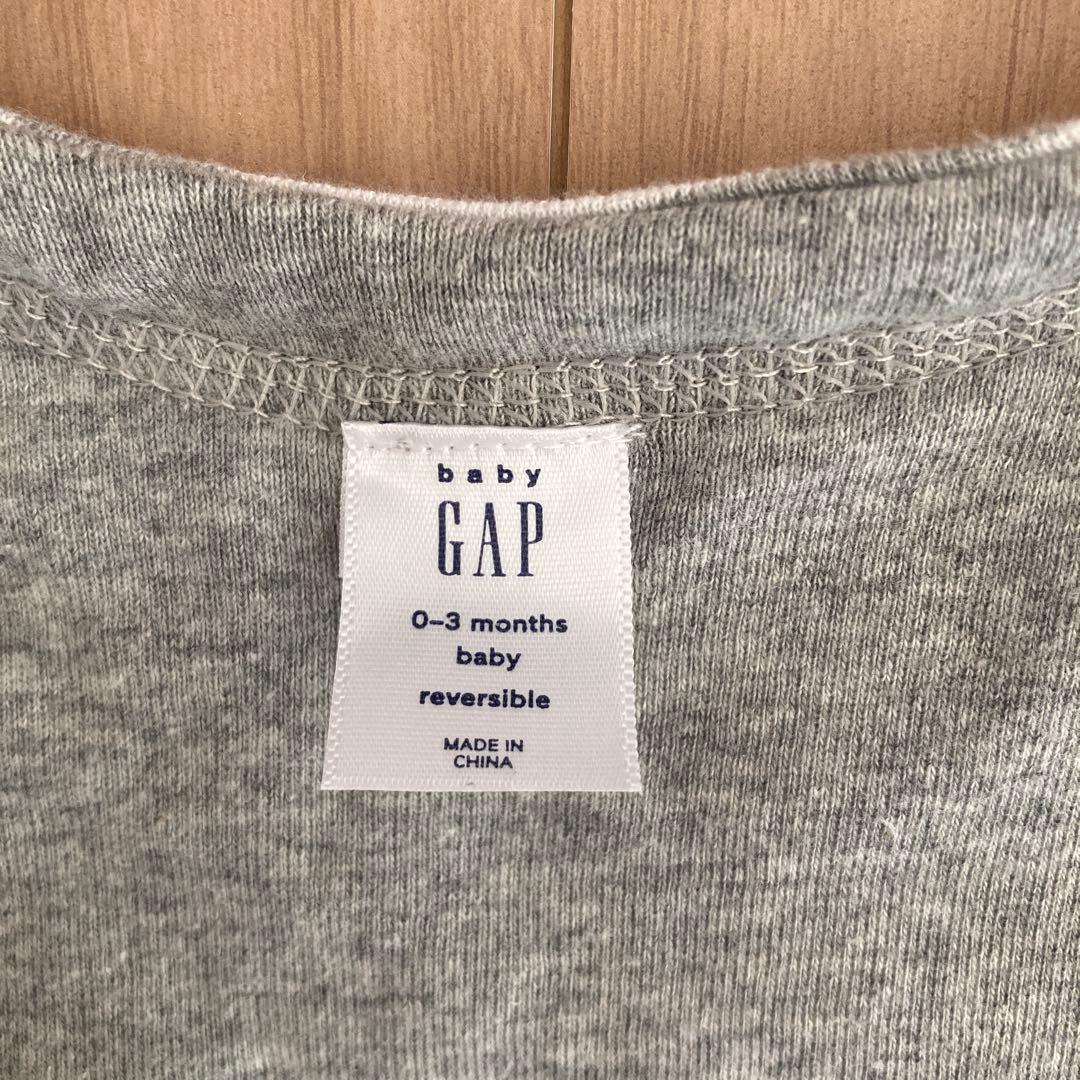 baby
GAP
0–3 months
baby
reversible
MADE IN
CHINA